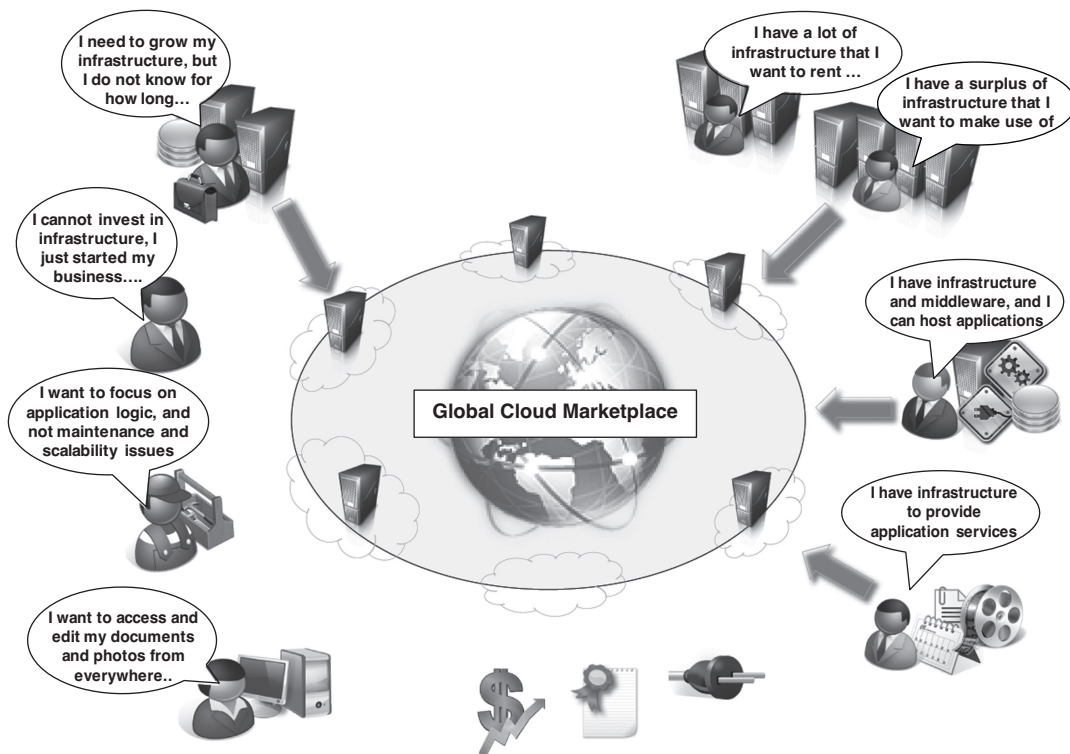 I need to grow my
infrastructure, but
I do not know for
how long…
I cannot invest in
infrastructure, I
just started my
business….
I want to focus on
application logic, and
not maintenance and
scalability issues
I want to access and
edit my documents
and photos from
everywhere..
Global Cloud Marketplace
I have a lot of
infrastructure that I
want to rent …
I have a surplus of
infrastructure that I
want to make use of
I have infrastructure
and middleware, and I
can host applications
I have infrastructure
to provide
application services